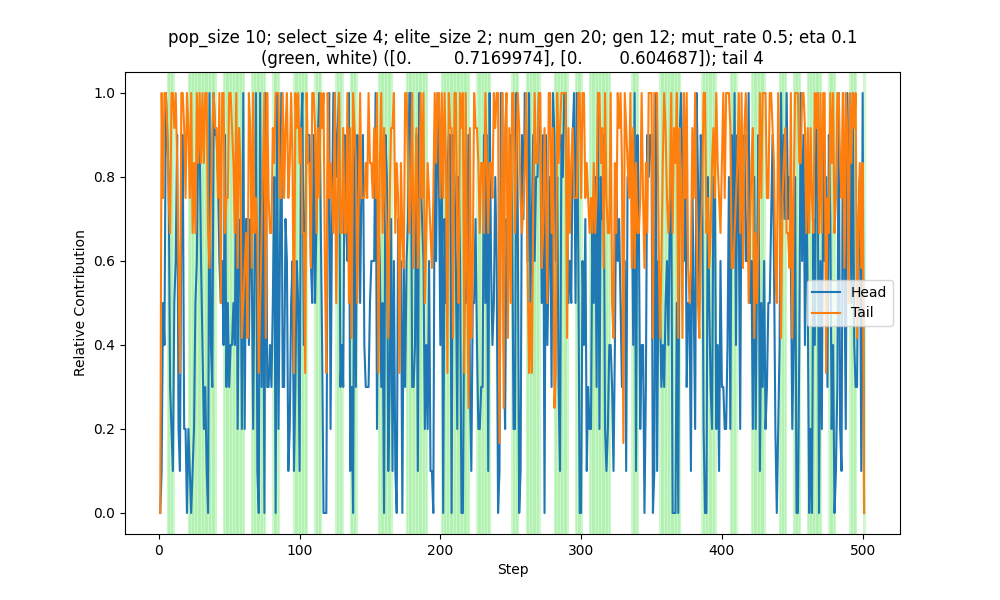 pop_size 10; select_size 4; elite_size 2; num_gen 20; gen 12; mut_rate 0.5; eta 0.1
(green, white) ([0. 0.7169974], [0. 0.604687]); tail 4
1.0
0.8
0.6
0.4
0.2
0.0
Relative Contribution
Head
Tail
0 100 200 300 400 500
Step